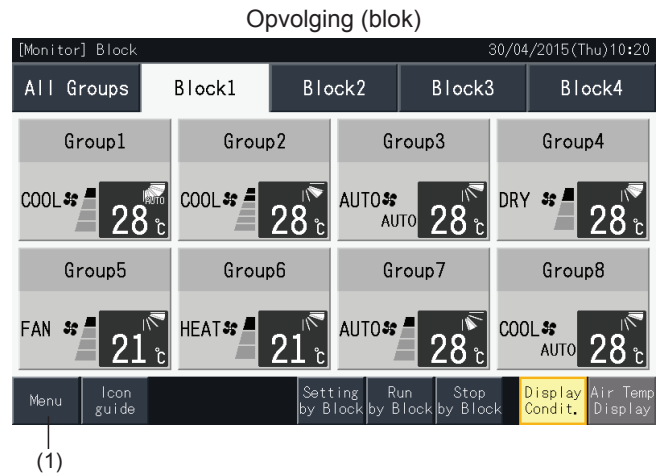 Opvolging (blok)
[Monitor] Block 30/04/2015(Thu)10:20
All Groups Block1 Block2 Block3 Block4
Group1 Group2 Group3 Group4
COOL AUTO 28 ℃ COOL 28 ℃ AUTO AUTO 28 ℃ DRY 28 ℃
Group5 Group6 Group7 Group8
FAN 21 ℃ HEAT 21 ℃ AUTO 28 ℃ COOL AUTO 28 ℃
Menu Icon guide Setting by Block Run by Block Stop by Block Display Condit. Air Temp Display
(1)